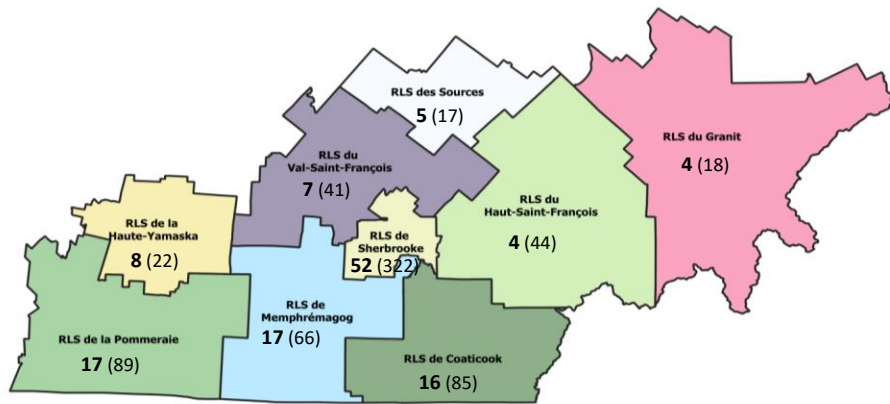 RLS des Sources
5 (17)
RLS du Granit
4 (18)
RLS du
Val-Saint-François
7 (41)
RLS du
Haut-Saint-François
4 (44)
RLS de la
Haute-Yamaska
8 (22)
RLS de
Sherbrooke
52 (322)
RLS de
Memphrémagog
17 (66)
RLS de la Pommeraie
17 (89)
RLS de Coaticook
16 (85)